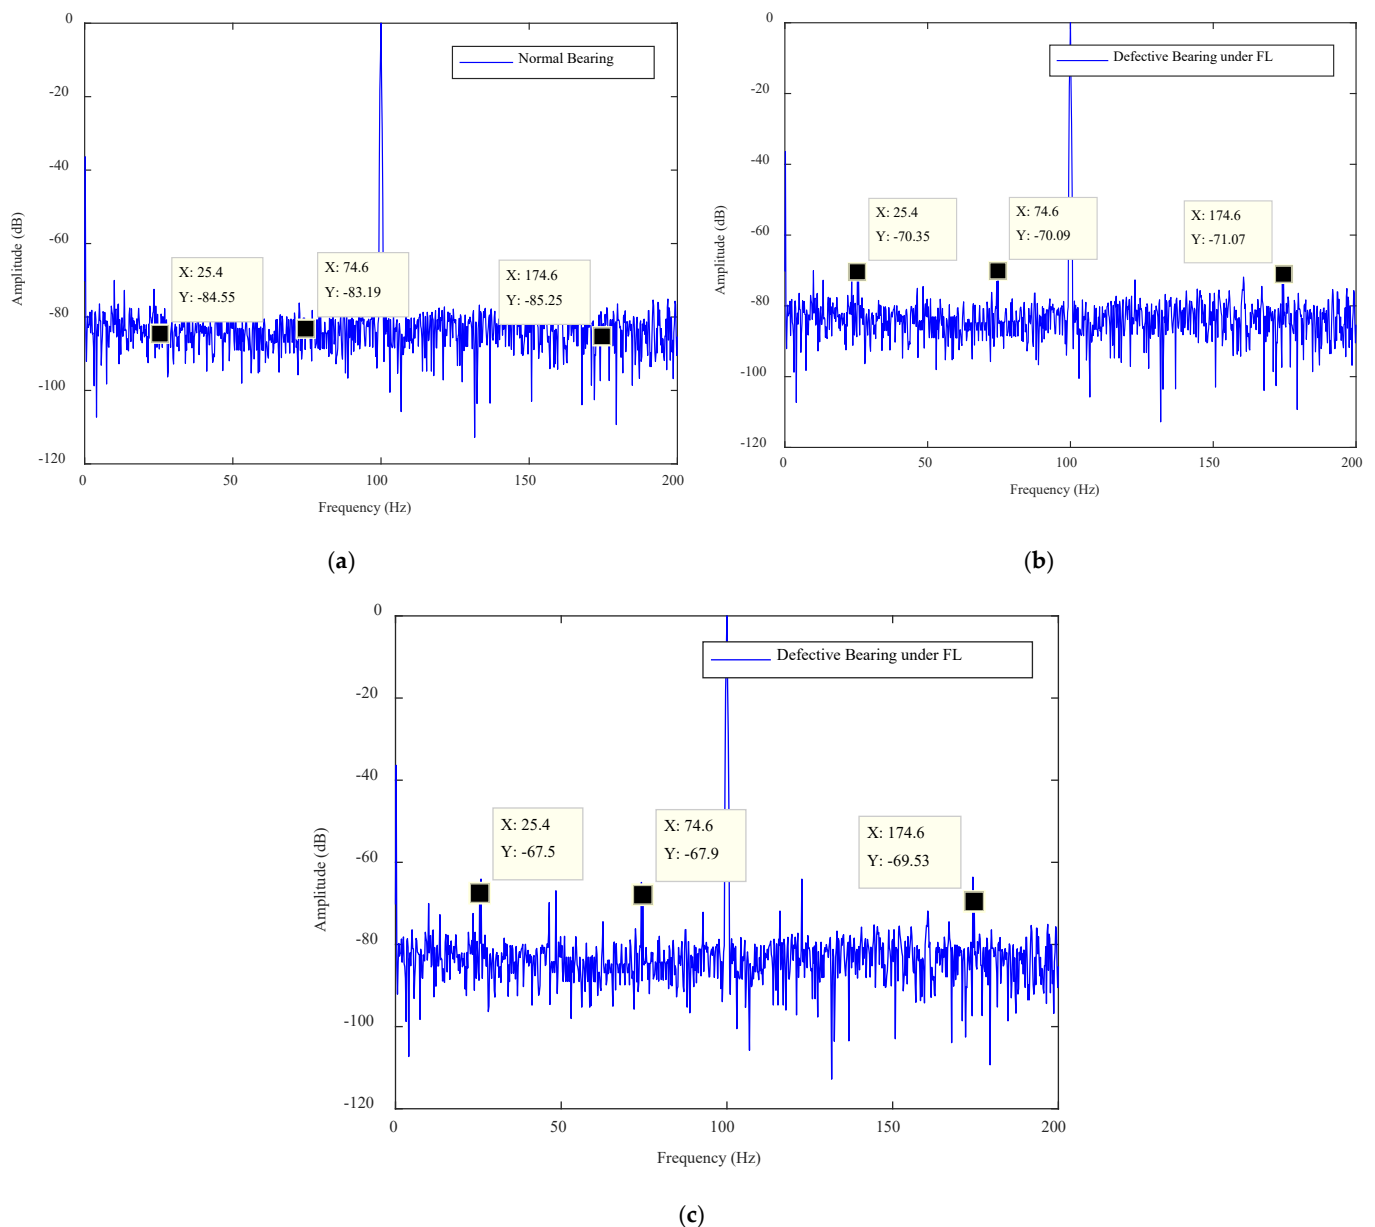 0
-20
-40
-60
-80
-100
-120
Amplitude (dB)
Normal Bearing
X: 25.4
Y: -84.55
X: 74.6
Y: -83.19
X: 174.6
Y: -85.25
0
50
100
150
200
Frequency (Hz)
(a)
0
-20
-40
-60
-80
-100
-120
Amplitude (dB)
Defective Bearing under FL
X: 25.4
Y: -70.35
X: 74.6
Y: -70.09
X: 174.6
Y: -71.07
0
50
100
150
200
Frequency (Hz)
(b)
0
-20
-40
-60
-80
-100
-120
Amplitude (dB)
Defective Bearing under FL
X: 25.4
Y: -67.5
X: 74.6
Y: -67.9
X: 174.6
Y: -69.53
0
50
100
150
200
Frequency (Hz)
(c)